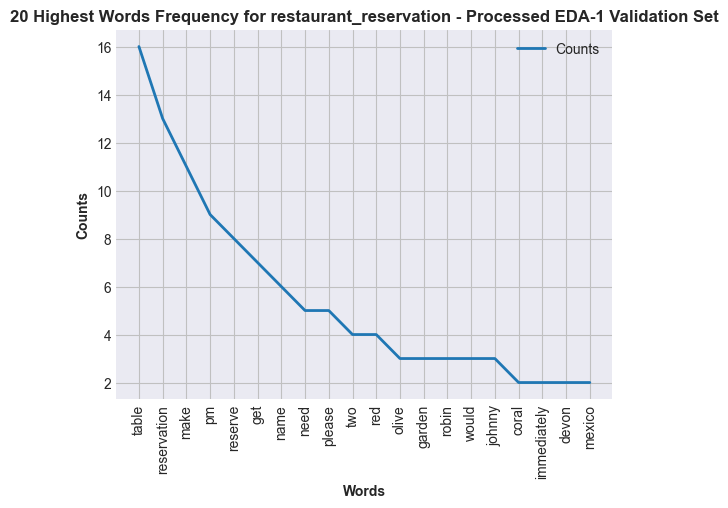 20 Highest Words Frequency for restaurant_reservation - Processed EDA-1 Validation Set
Counts
16
14
12
10
8
6
4
2
Counts
table
reservation
make
pm
reserve
get
name
need
please
two
red
olive
garden
robin
would
johnny
coral
immediately
devon
mexico
Words